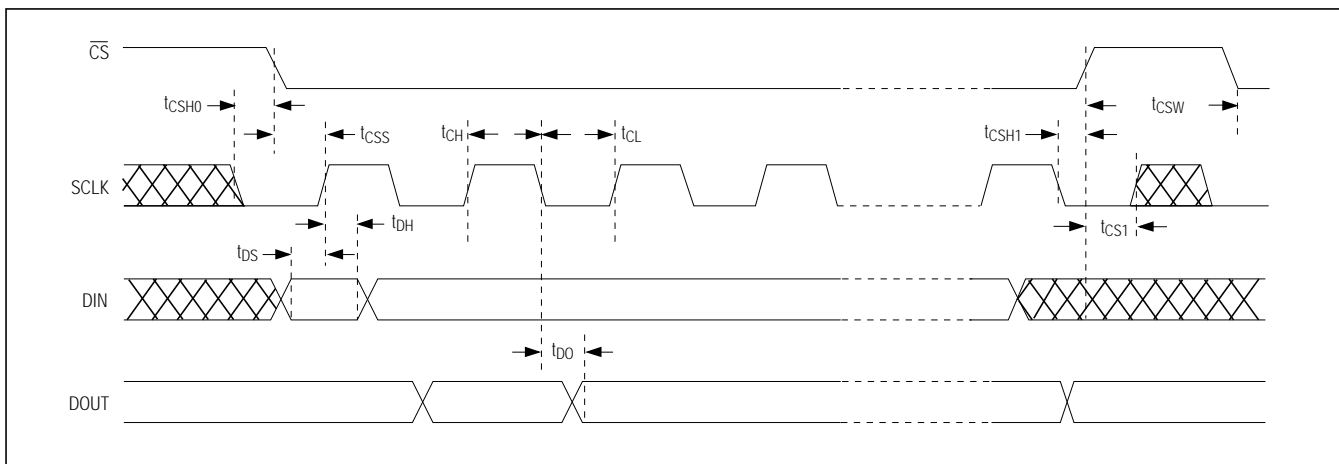 CS
tCSH0
tCSS
tCH
tCL
tCSH1
tCSW
SCLK
tDH
tCS1
tDS
DIN
tDO
DOUT